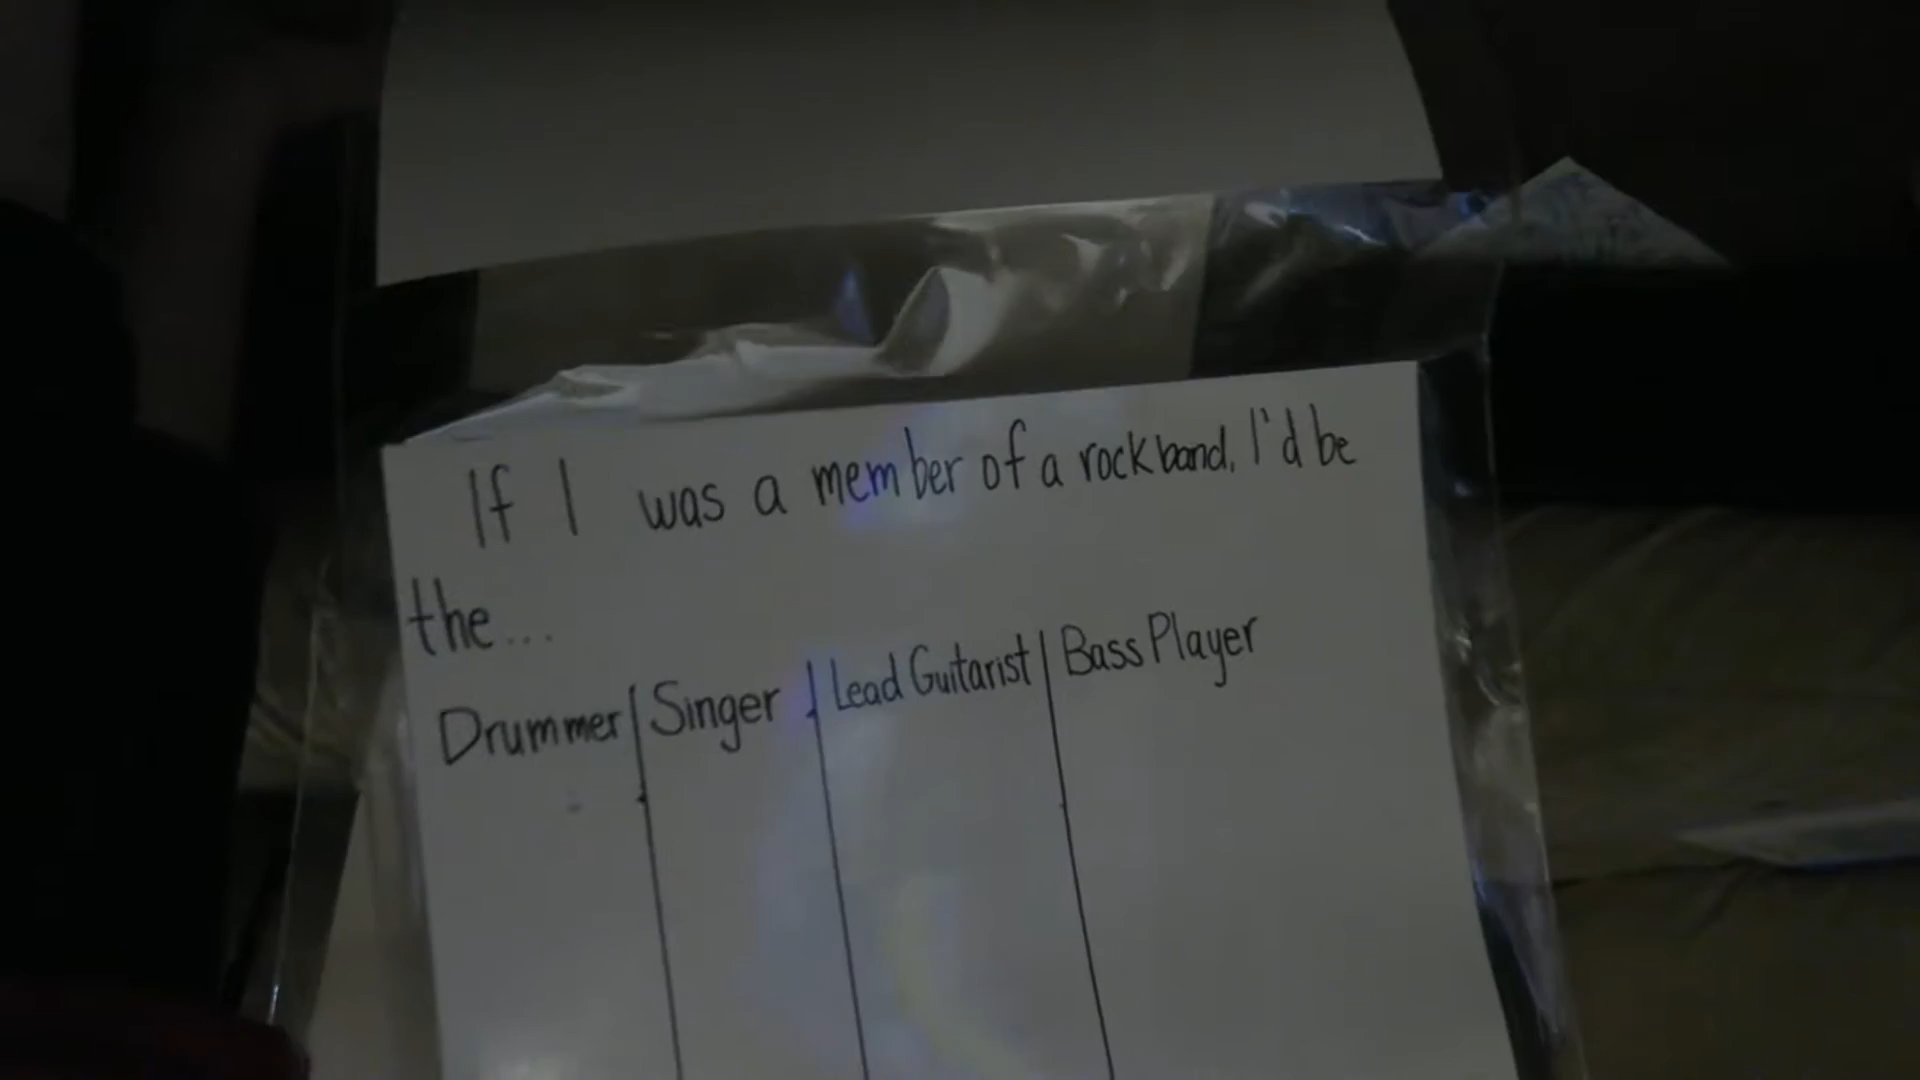 If I was a member of a rock band, I'd be
the...
Drummer Singer Lead Guitarist Bass Player